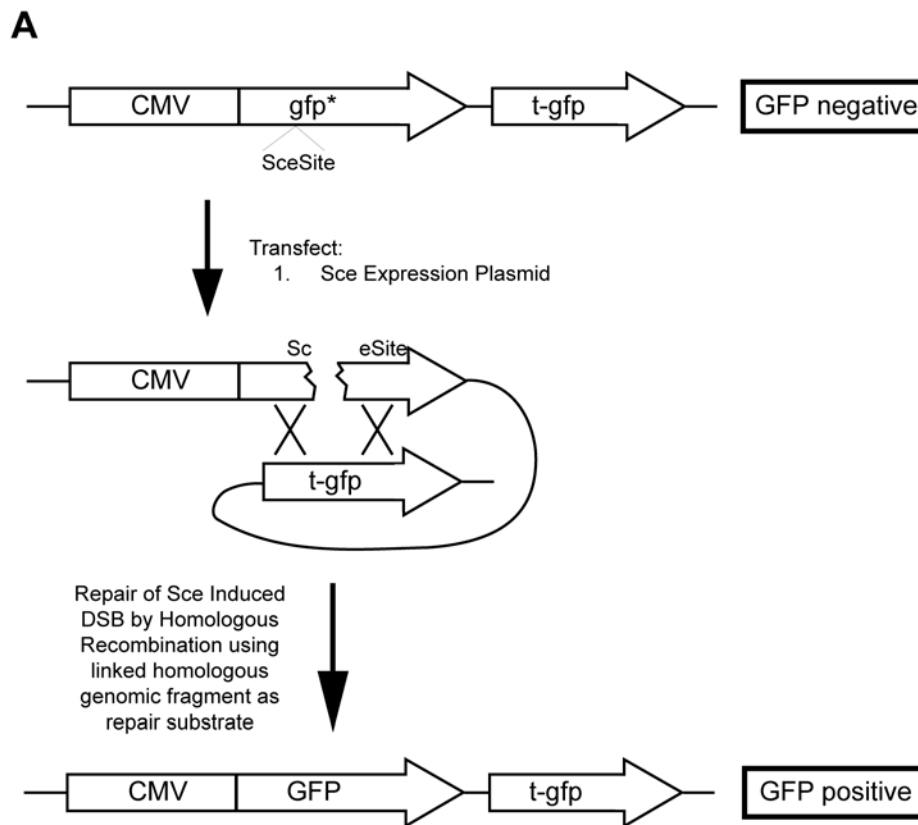 A
CMV gfp* t-gfp GFP negative
SceSite
Transfect:
1. Sce Expression Plasmid
Sc eSite
CMV
t-gfp
Repair of Sce Induced
DSB by Homologous
Recombination using
linked homologous
genomic fragment as
repair substrate
CMV GFP t-gfp GFP positive